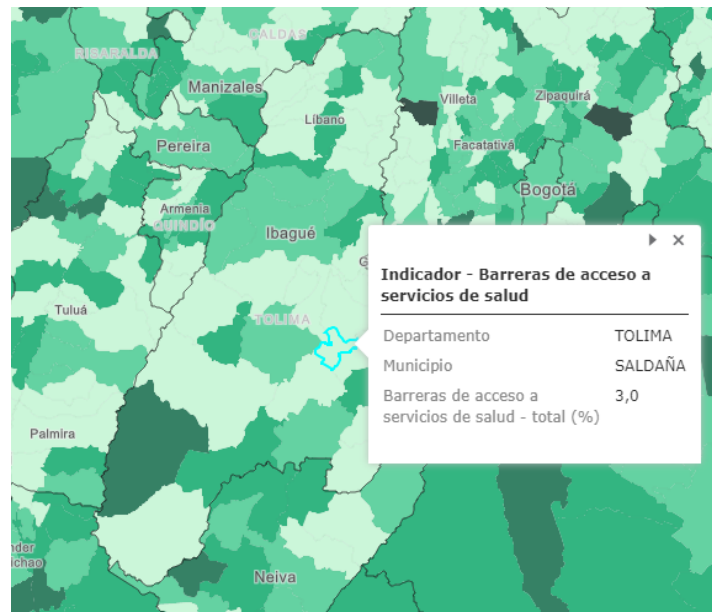 CALDAS
RISARALDA
Manizales
Villeta
Zipaquirá
Líbano
Pereira
Facatativá
Bogotá
Armenia
QUINDÍO
Ibagué
Indicador - Barreras de acceso a
servicios de salud
Tuluá
TOLIMA
Departamento TOLIMA
Municipio SALDAÑA
Barreras de acceso a 3,0
servicios de salud - total (%)
Palmira
Neiva